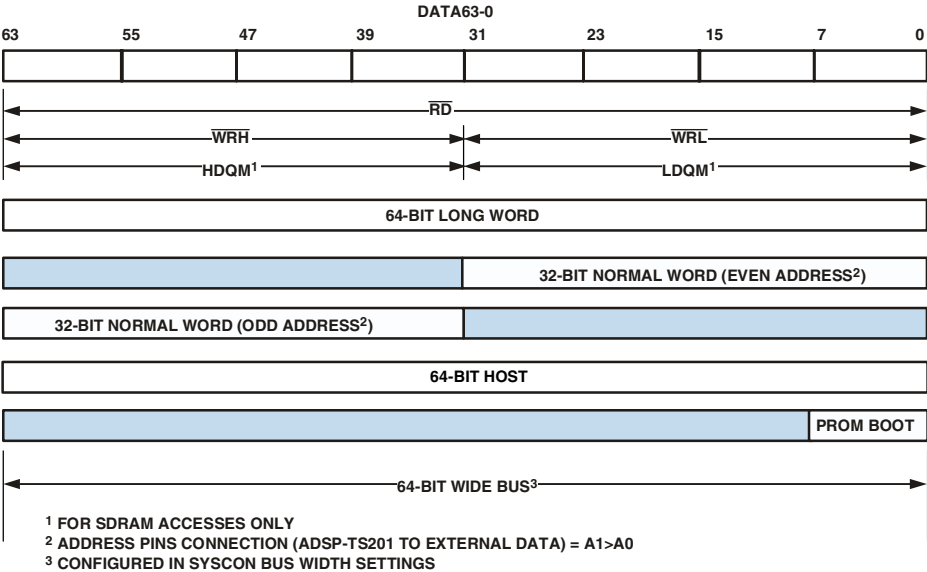 DATA63-0
63 55 47 39 31 23 15 7 0
RD
WRH WRL
HDQM1 LDQM1
64-BIT LONG WORD
32-BIT NORMAL WORD (EVEN ADDRESS2)
32-BIT NORMAL WORD (ODD ADDRESS2)
64-BIT HOST
PROM BOOT
64-BIT WIDE BUS3
1 FOR SDRAM ACCESSES ONLY
2 ADDRESS PINS CONNECTION (ADSP-TS201 TO EXTERNAL DATA) = A1>A0
3 CONFIGURED IN SYSCON BUS WIDTH SETTINGS